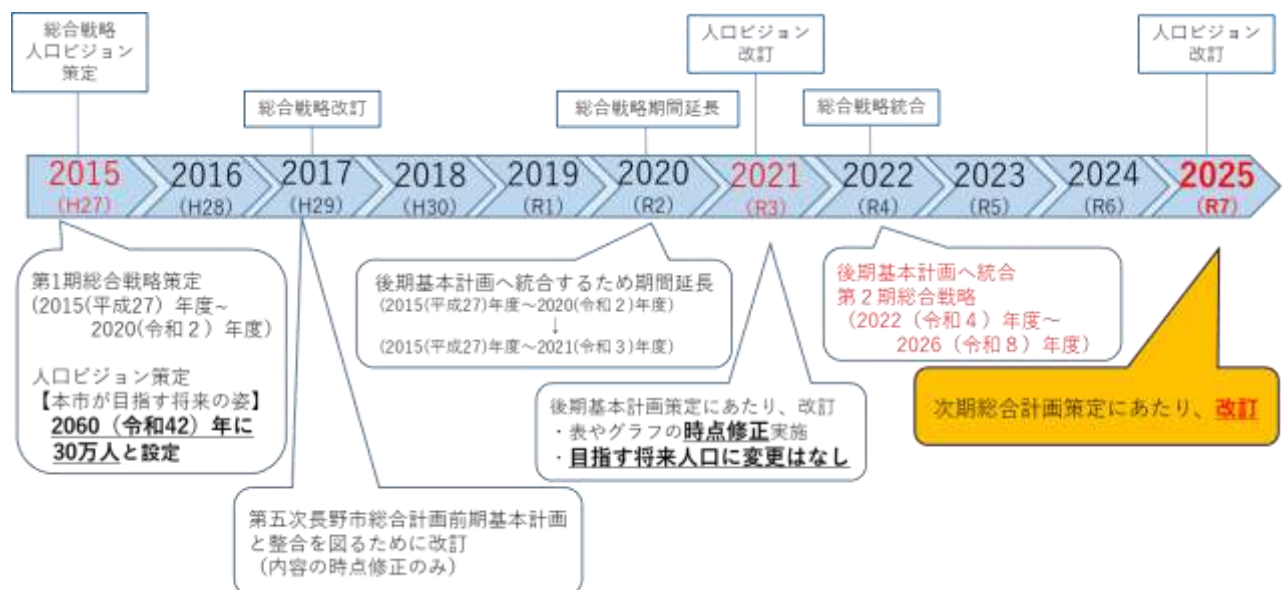 総合戦略
人口ビジョン
策定
人口ビジョン
改訂
人口ビジョン
改訂
総合戦略改訂
総合戦略期間延長
総合戦略統合
2015
(H27)
2016
(H28)
2017
(H29)
2018
(H30)
2019
(R1)
2020
(R2)
2021
(R3)
2022
(R4)
2023
(R5)
2024
(R6)
2025
(R7)
第1期総合戦略策定
(2015(平成27）年度~
2020(令和２）年度)
人口ビジョン策定
【本市が目指す将来の姿】
2060（令和42）年に
30万人と設定
第五次長野市総合計画前期基本計画
と整合を図るために改訂
（内容の時点修正のみ）
後期基本計画へ統合するため期間延長
(2015(平成27)年度～2020(令和２)年度)
↓
(2015(平成27)年度～2021(令和３)年度)
後期基本計画策定にあたり、改訂
・表やグラフの時点修正実施
・目指す将来人口に変更はなし
後期基本計画へ統合
第２期総合戦略
（2022（令和４）年度～
2026（令和８）年度）
次期総合計画策定にあたり、改訂